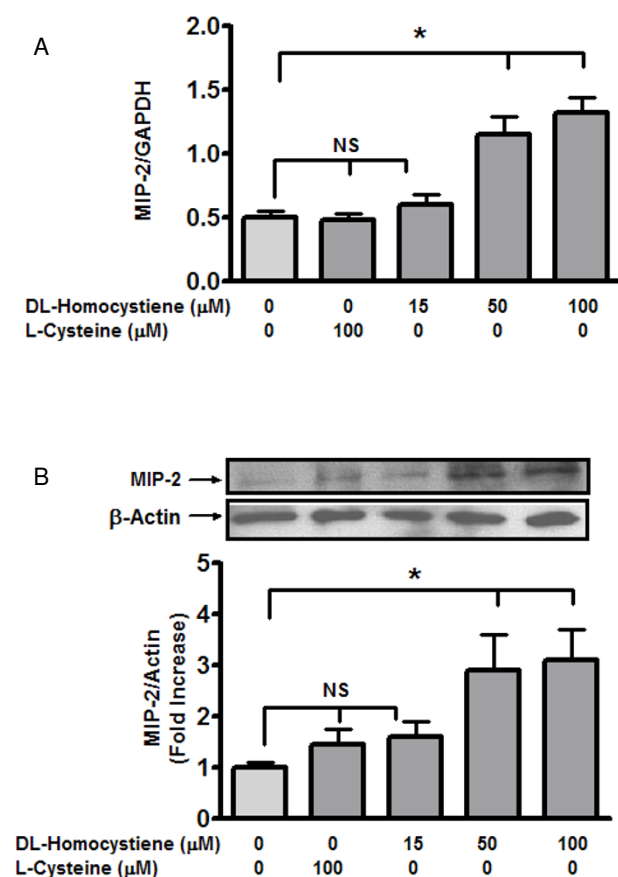 A
2.0
*
1.5
MIP-2/GAPDH
NS
1.0
0.5
0.0
DL-Homocystiene (μM) 0 0 15 50 100
L-Cysteine (μM) 0 100 0 0 0
B
MIP-2
β-Actin
5
*
4
MIP-2/Actin
(Fold Increase)
3
NS
2
1
0
DL-Homocystiene (μM) 0 0 15 50 100
L-Cysteine (μM) 0 100 0 0 0